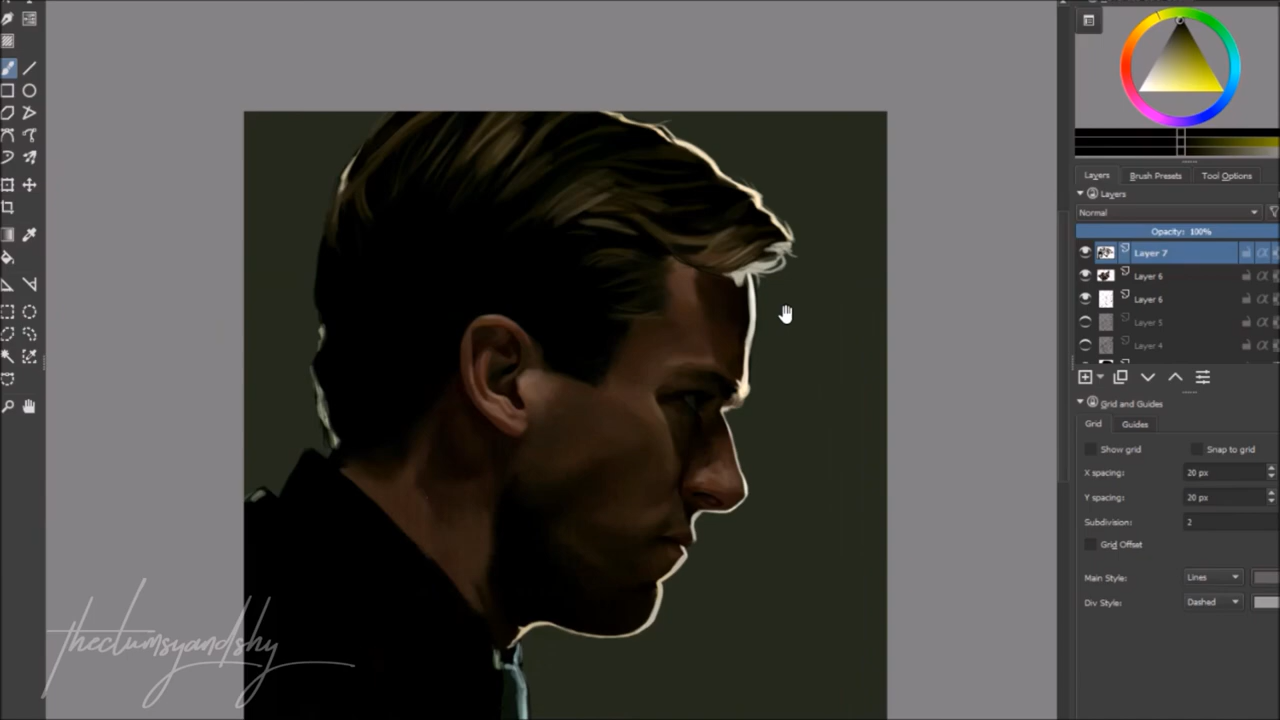 Layers
Brush Presets
Tool Options
Layers
Normal
Opacity: 100%
Layer 7
Layer 6
Layer 6
Layer 5
Layer 4
Grid and Guides
Grid
Guides
Show grid
Snap to grid
X spacing:
20 px
Y spacing:
20 px
Subdivision:
2
Grid Offset
Main Style:
Lines
Div Style:
Dashed
theclumsyandshy